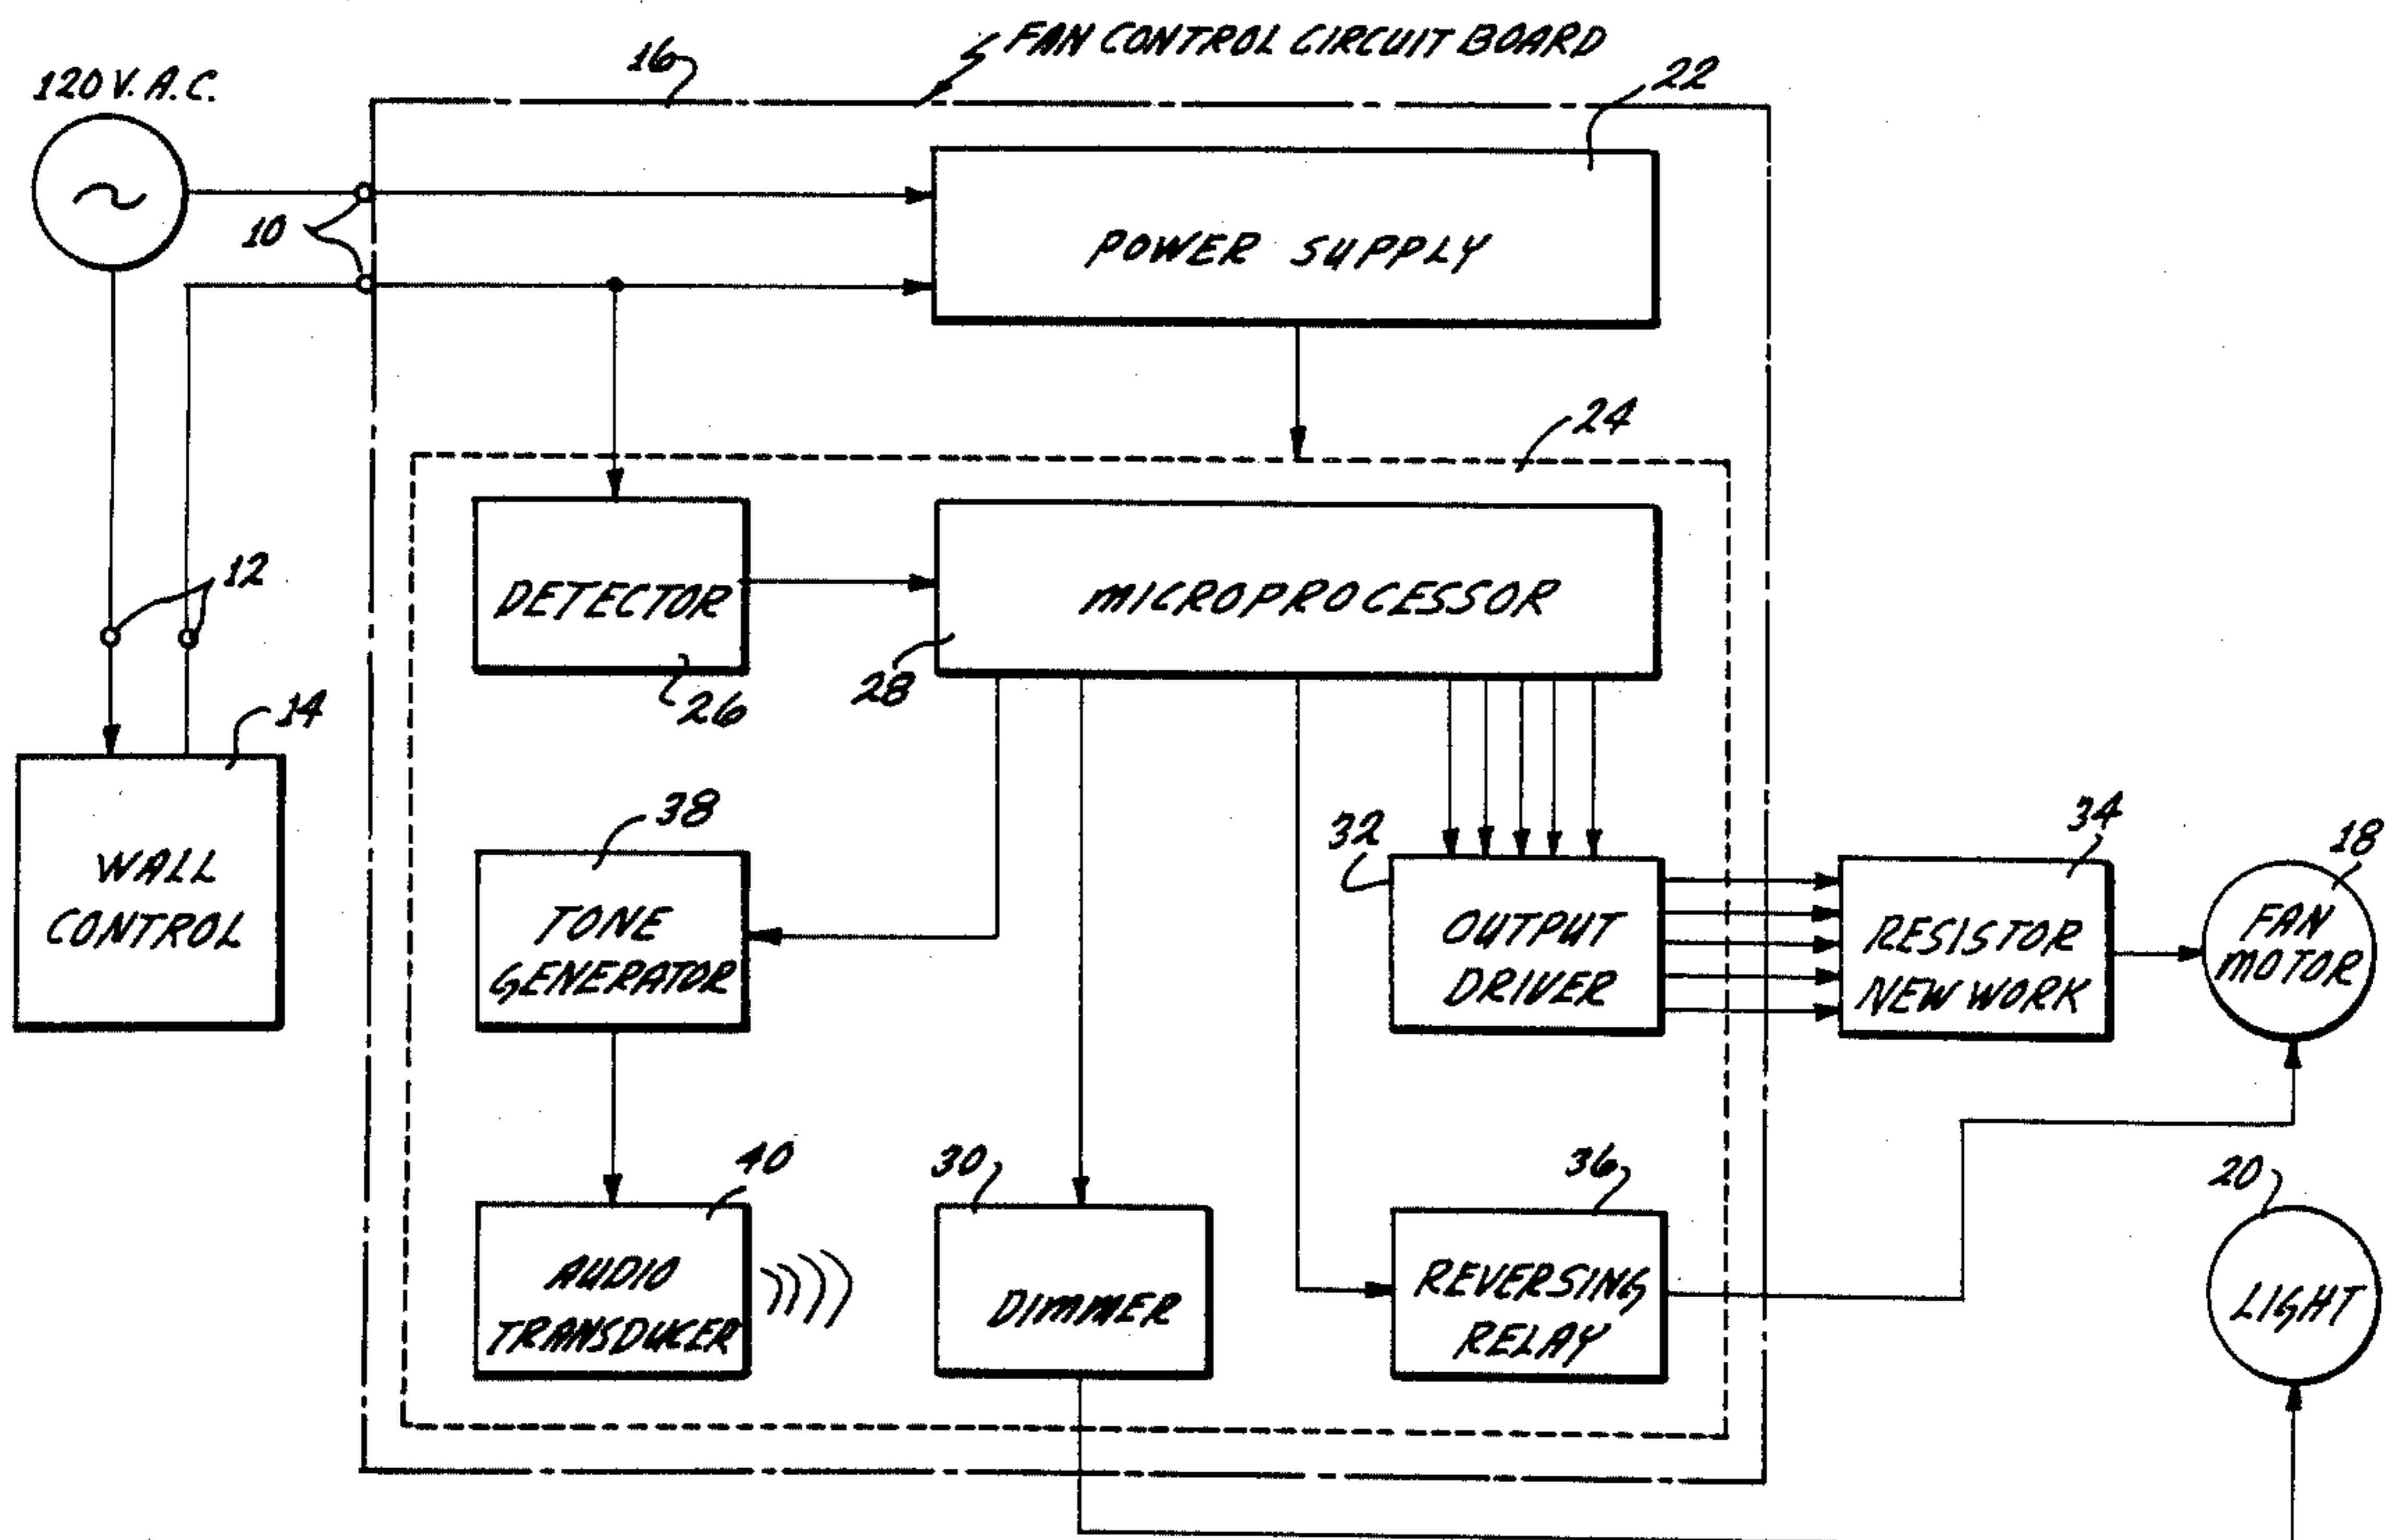 FAN CONTROL CIRCUIT BOARD
16
22
120 V. A.C.
10
POWER SUPPLY
24
12
DETECTOR
MICROPROCESSOR
28
26
14
38
32
34
18
WALL
CONTROL
TONE
GENERATOR
OUTPUT
DRIVER
RESISTOR
NEW WORK
FAN
MOTOR
40
30
36
20
AUDIO
TRANSDUCER
DIMMER
REVERSING
RELAY
LIGHT